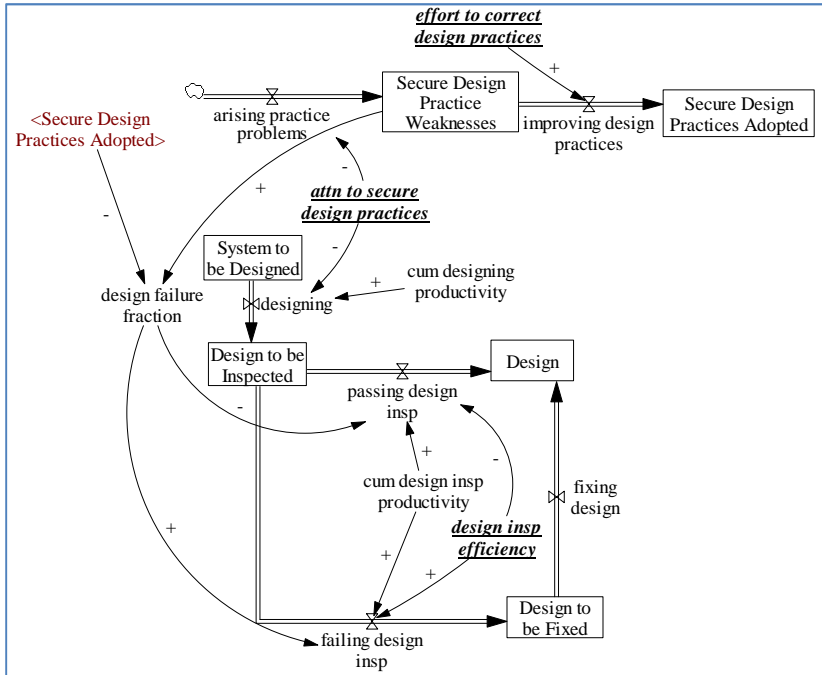 effort to correct
design practices
+
Secure Design
Practice
Weaknesses
arising practice
problems
improving design
practices
Secure Design
Practices Adopted
<Secure Design
Practices Adopted>
-
+
-
attn to secure
design practices
-
System to
be Designed
designing
+
cum designing
productivity
design failure
fraction
Design to be
Inspected
Design
passing design
insp
-
+
-
cum design insp
productivity
fixing
design
design insp
efficiency
+
+
+
Design to
be Fixed
failing design
insp